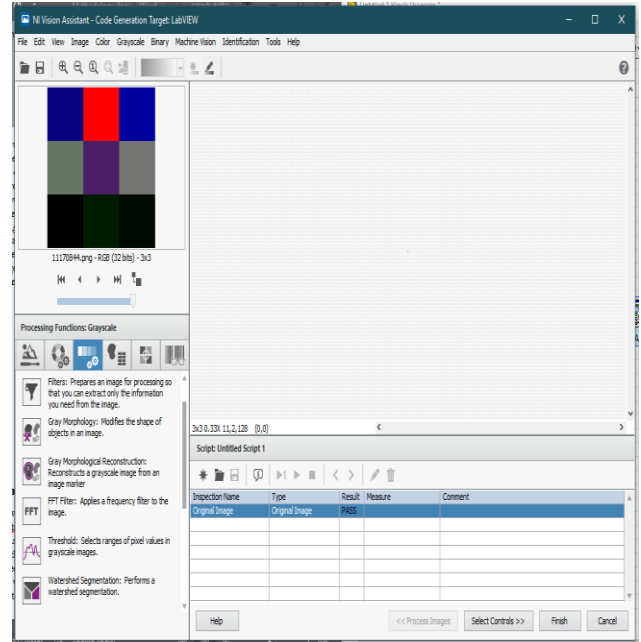 NI Vision Assistant - Code Generation Target: LabVIEW
File Edit View Image Color Grayscale Binary Machine Vision Identification Tools Help
11170844.png - RGB (32 bits) - 3x3
Processing Functions: Grayscale
Filters: Prepares an image for processing so
that you can extract only the information
you need from the image.
Gray Morphology: Modifies the shape of
objects in an image.
Gray Morphological Reconstruction:
Reconstructs a grayscale image from an
image marker
FFT Filter: Applies a frequency filter to the
FFT image.
Threshold: Selects ranges of pixel values in
grayscale images.
Watershed Segmentation: Performs a
watershed segmentation.
3x3 0.33X 11,2,128 (0,0)
Script: Untitled Script 1
Inspection Name Type Result Measure Comment
Original Image Original Image PASS
Help << Process Images Select Controls >> Finish Cancel